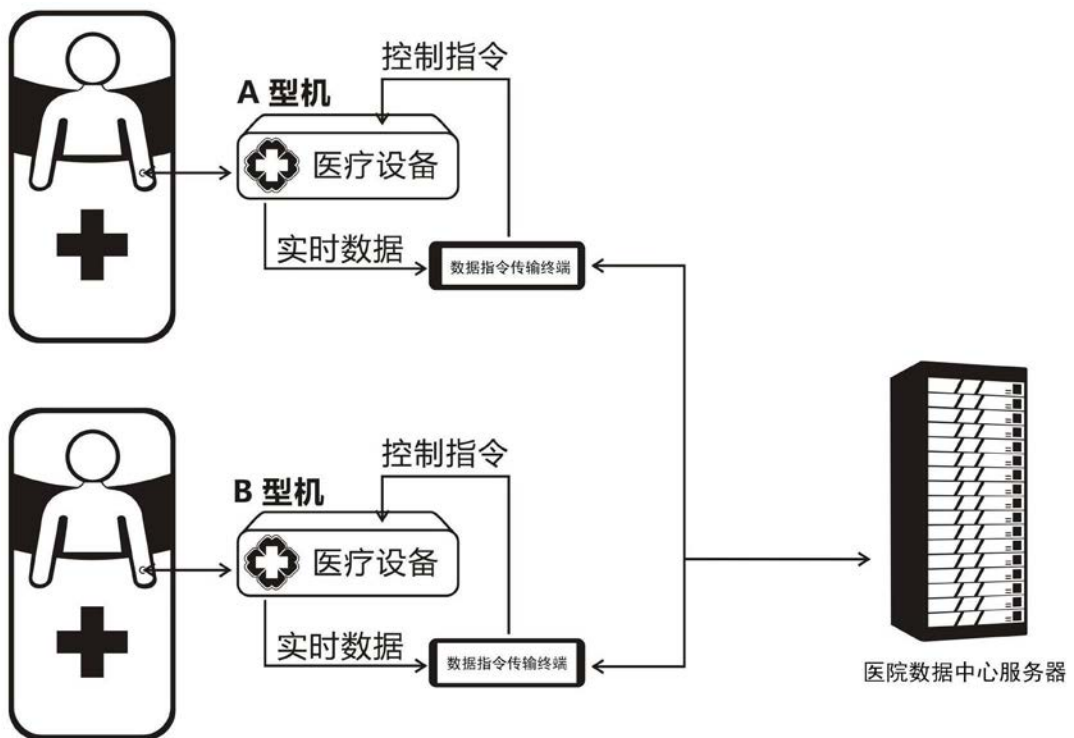 控制指令
A 型机
医疗设备
实时数据
数据指令传输终端
控制指令
B 型机
医疗设备
实时数据
数据指令传输终端
医院数据中心服务器